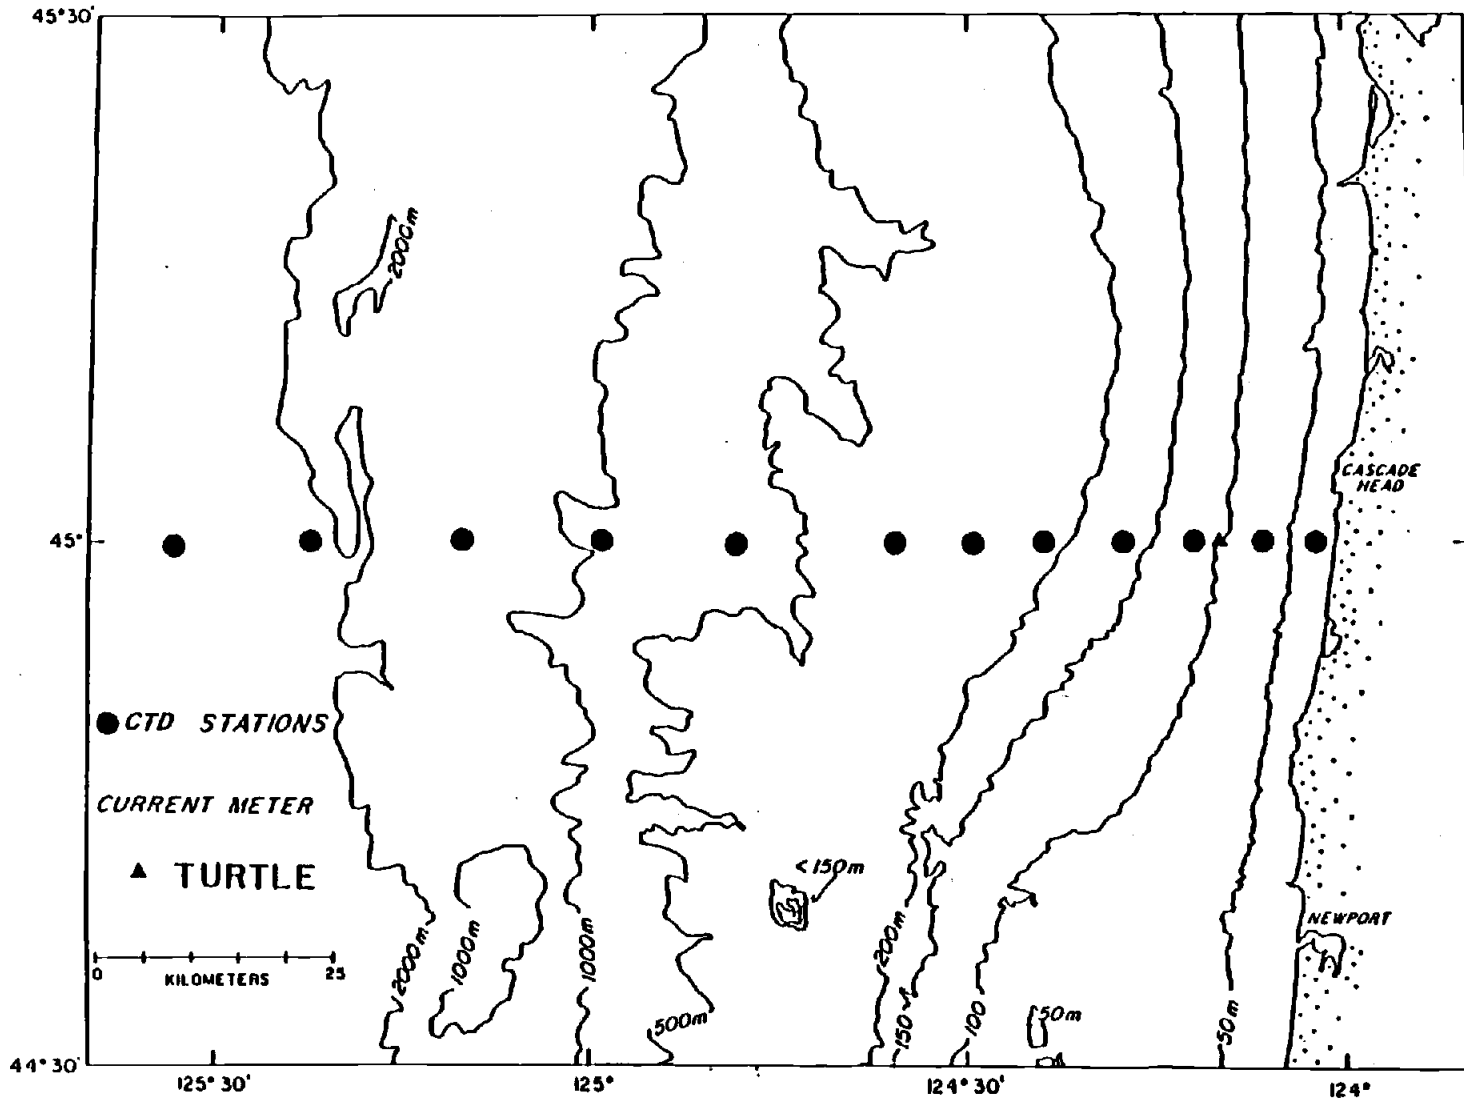 45°30'
2000m
CASCADE
HEAD
45°
CTD STATIONS
CURRENT METER
TURTLE
<150m
NEWPORT
2000m
1000m
1000m
200m
0
25
KILOMETERS
500m
150
100
50m
50m
44°30'
125°30'
125°
124°30'
124°